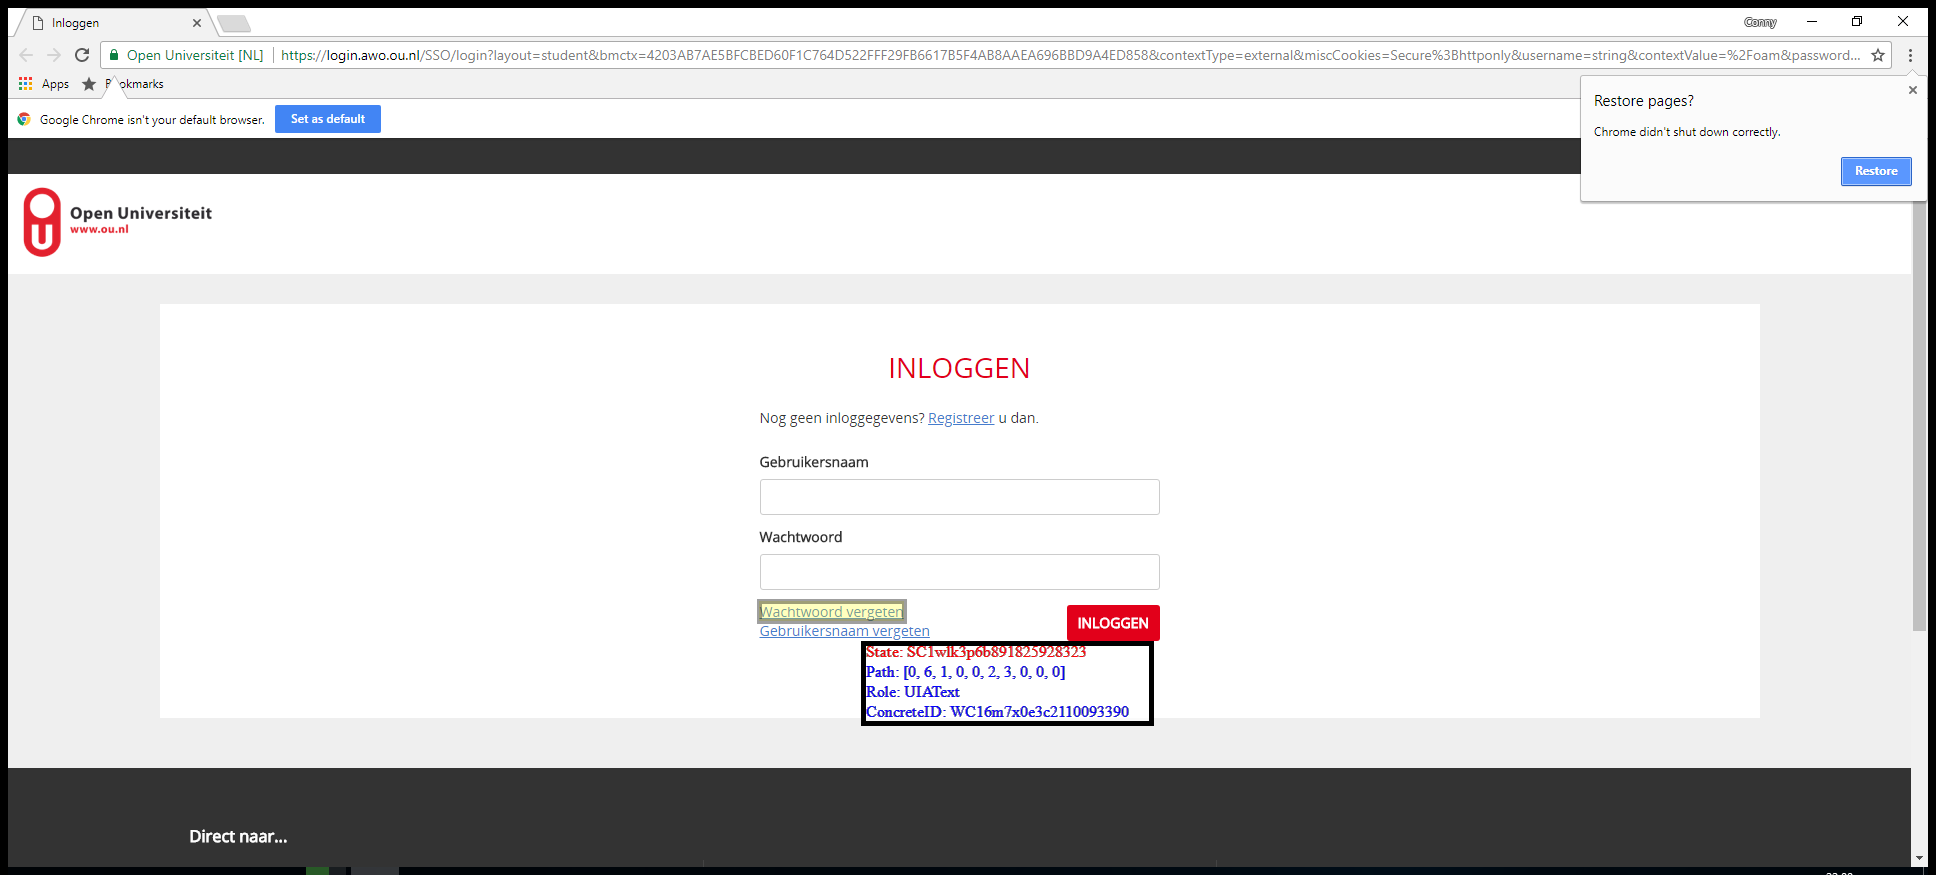 Inloggen
Conny
Open Universiteit [NL] https://login.awo.ou.nl/SSO/login?layout=student&bmctx=4203AB7AE5BFCBED60F1C764D522FFF29FB6617B5F4AB8AAEA696BBD9A4ED858&contextType=external&miscCookies=Secure%3Bhttponly&username=string&contextValue=%2Foam&password...
Apps
Google Chrome isn't your default browser. Set as default
Restore pages?
Chrome didn't shut down correctly.
Restore
Open Universiteit
www.ou.nl
INLOGGEN
Nog geen inloggegevens? Registreer u dan.
Gebruikersnaam
Wachtwoord
Wachtwoord vergeten
Gebruikersnaam vergeten
INLOGGEN
State: SC1wlk3p6b891825928323
Path: [0, 6, 1, 0, 0, 2, 3, 0, 0, 0]
Role: UIAText
ConcreteID: WC16m7x0e3c2110093390
Direct naar...